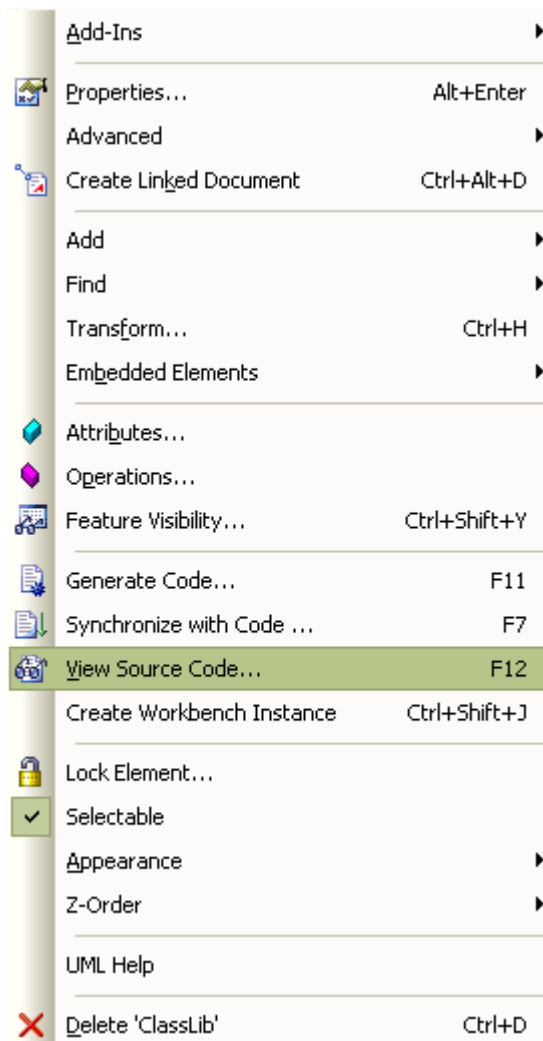 Add-Ins
Properties... Alt+Enter
Advanced
Create Linked Document Ctrl+Alt+D
Add
Find
Transform... Ctrl+H
Embedded Elements
Attributes...
Operations...
Feature Visibility... Ctrl+Shift+Y
Generate Code... F11
Synchronize with Code ... F7
View Source Code... F12
Create Workbench Instance Ctrl+Shift+J
Lock Element...
Selectable
Appearance
Z-Order
UML Help
Delete 'ClassLib' Ctrl+D